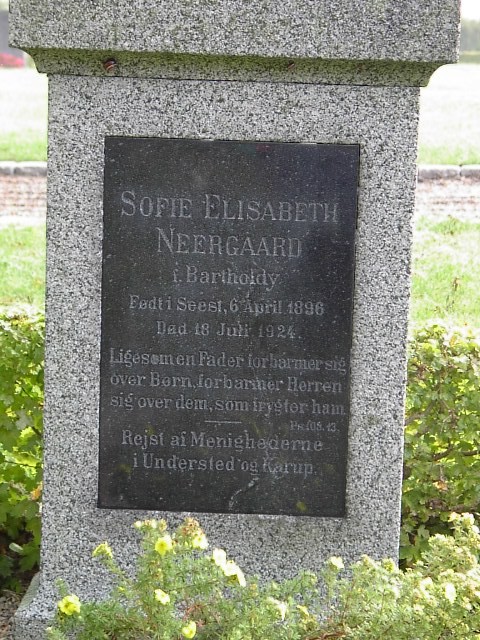 SOFIE ELISABETH
NEERGAARD
f. Bartholdy
Født i Seest, 6 April 1896
Død 18 Juli 1924.
Ligesom en Fader forbarmer sig
over Børn, forbarmer Herren
sig over dem, som frygter ham.
Ps. 103. 13.
Rejst af Menighederne
i Understed og Karup.